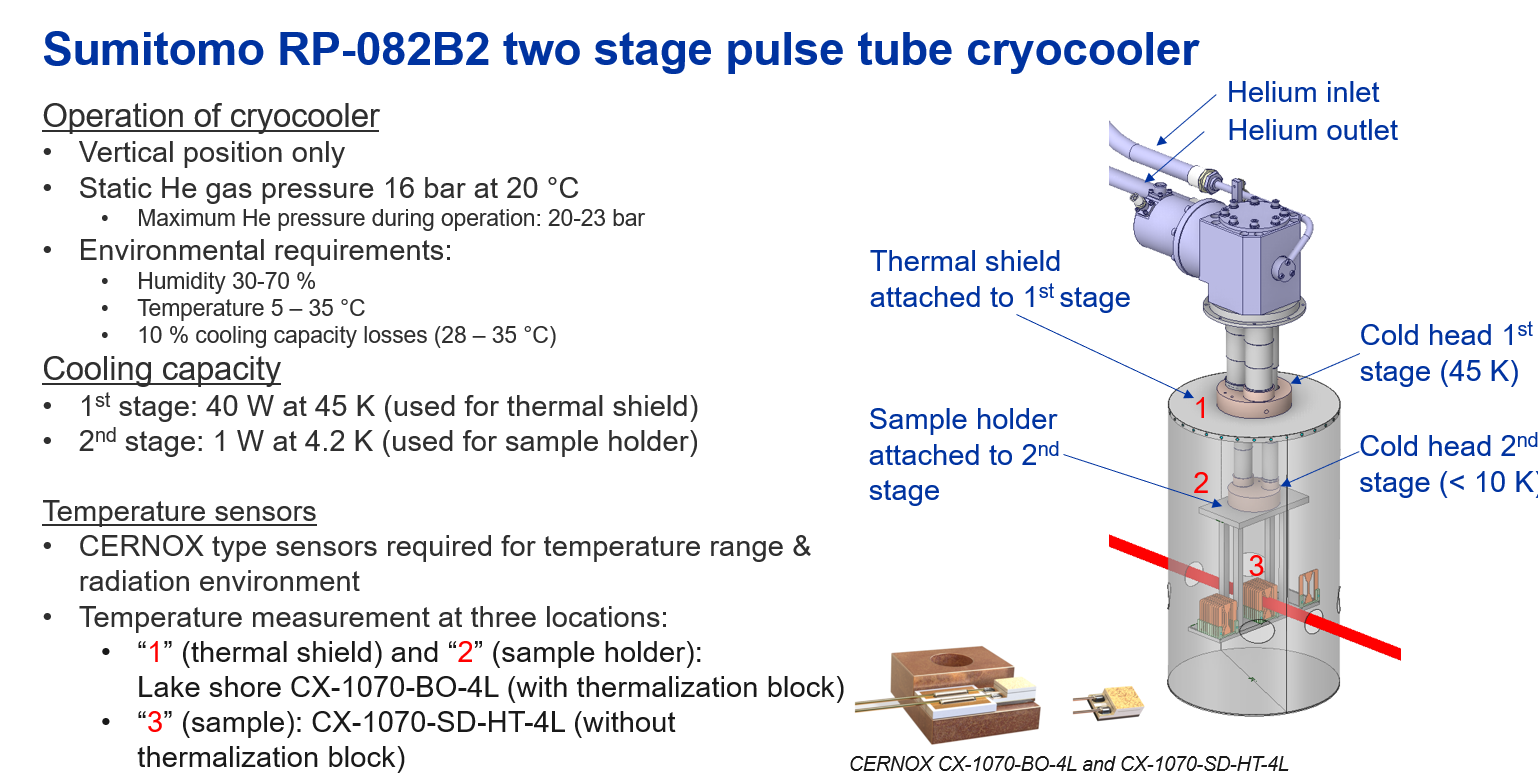 Sumitomo RP-082B2 two stage pulse tube cryocooler
Operation of cryocooler
• Vertical position only
• Static He gas pressure 16 bar at 20 °C
• Maximum He pressure during operation: 20-23 bar
• Environmental requirements:
• Humidity 30-70 %
• Temperature 5 – 35 °C
• 10 % cooling capacity losses (28 – 35 °C)
Cooling capacity
• 1st stage: 40 W at 45 K (used for thermal shield)
• 2nd stage: 1 W at 4.2 K (used for sample holder)
Temperature sensors
• CERNOX type sensors required for temperature range &
radiation environment
• Temperature measurement at three locations:
• “1” (thermal shield) and “2” (sample holder):
Lake shore CX-1070-BO-4L (with thermalization block)
• “3” (sample): CX-1070-SD-HT-4L (without
thermalization block)
Helium inlet
Helium outlet
Thermal shield
attached to 1st stage
Cold head 1st
stage (45 K)
1
Sample holder
attached to 2nd
stage
Cold head 2nd
stage (< 10 K)
2
3
CERNOX CX-1070-BO-4L and CX-1070-SD-HT-4L